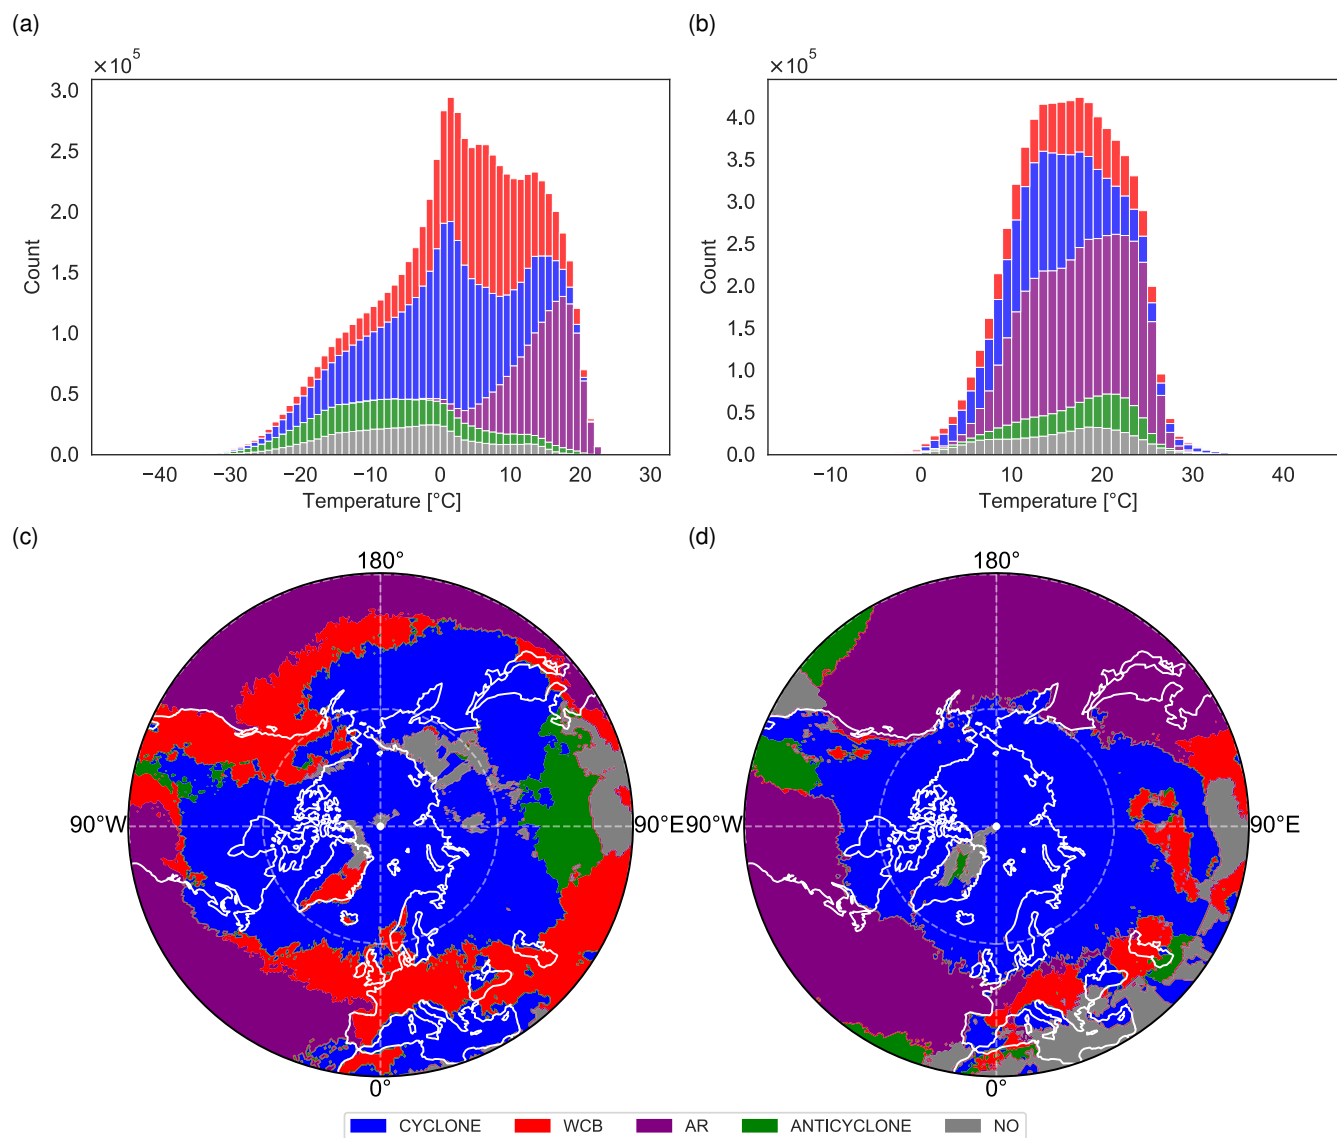 (a)
(b)
×10⁵
×10⁵
3.0
2.5
2.0
1.5
1.0
0.5
0.0
Count
−40
−30
−20
−10
0
10
20
30
Temperature [°C]
4.0
3.5
3.0
2.5
2.0
1.5
1.0
0.5
0.0
Count
−10
0
10
20
30
40
Temperature [°C]
(c)
(d)
180°
180°
90°W
90°E
90°W
90°E
0°
0°
CYCLONE WCB AR ANTICYCLONE NO